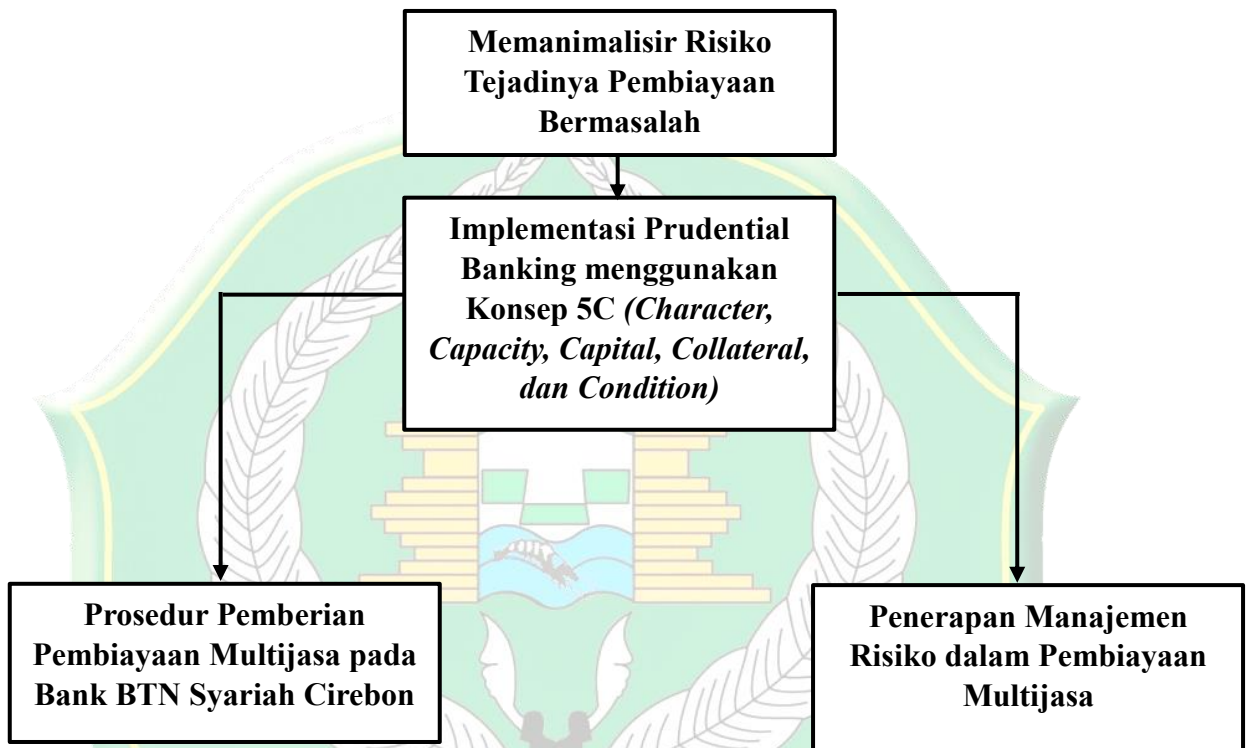 Memanimalisir Risiko
Tejadinya Pembiayaan
Bermasalah
Implementasi Prudential
Banking menggunakan
Konsep 5C (Character,
Capacity, Capital, Collateral,
dan Condition)
Prosedur Pemberian
Pembiayaan Multijasa pada
Bank BTN Syariah Cirebon
Penerapan Manajemen
Risiko dalam Pembiayaan
Multijasa